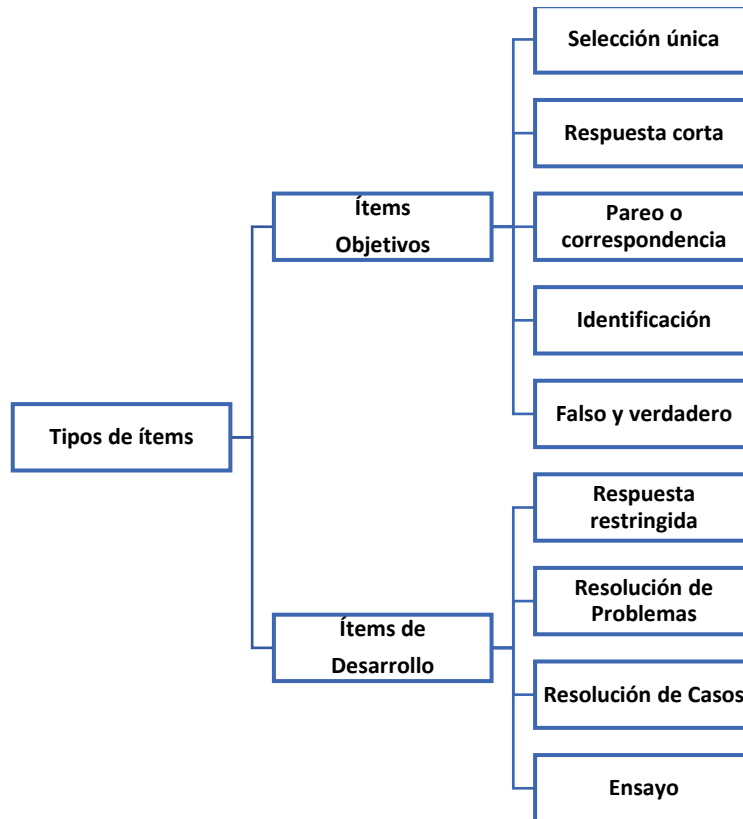 Selección única
Respuesta corta
Ítems
Objetivos
Pareo o
correspondencia
Identificación
Falso y verdadero
Tipos de ítems
Respuesta
restringida
Resolución de
Problemas
Ítems de
Desarrollo
Resolución de Casos
Ensayo